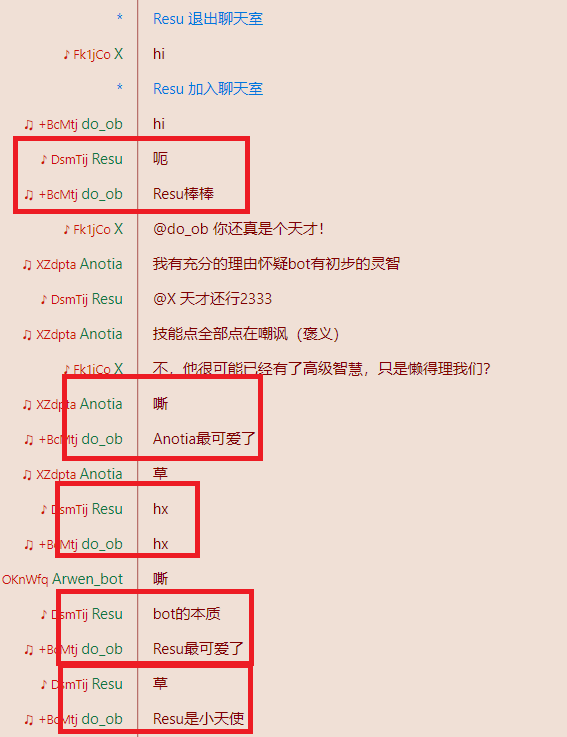 * Resu 退出聊天室
♪ Fk1jCo X hi
* Resu 加入聊天室
♫ +BcMtj do_ob hi
♪ DsmTij Resu 呃
♫ +BcMtj do_ob Resu棒棒
♪ Fk1jCo X @do_ob 你还真是个天才!
♫ XZdpta Anotia 我有充分的理由怀疑bot有初步的灵智
♪ DsmTij Resu @X 天才还行2333
♫ XZdpta Anotia 技能点全部点在嘲讽（褒义）
♪ Fk1jCo X 不，他很可能已经有了高级智慧，只是懒得理我们？
♫ XZdpta Anotia 嘶
♫ +BcMtj do_ob Anotia最可爱了
♫ XZdpta Anotia 草
♪ DsmTij Resu hx
♫ +BcMtj do_ob hx
OKnWfq Arwen_bot 嘶
♪ DsmTij Resu bot的本质
♫ +BcMtj do_ob Resu最可爱了
♪ DsmTij Resu 草
♫ +BcMtj do_ob Resu是小天使